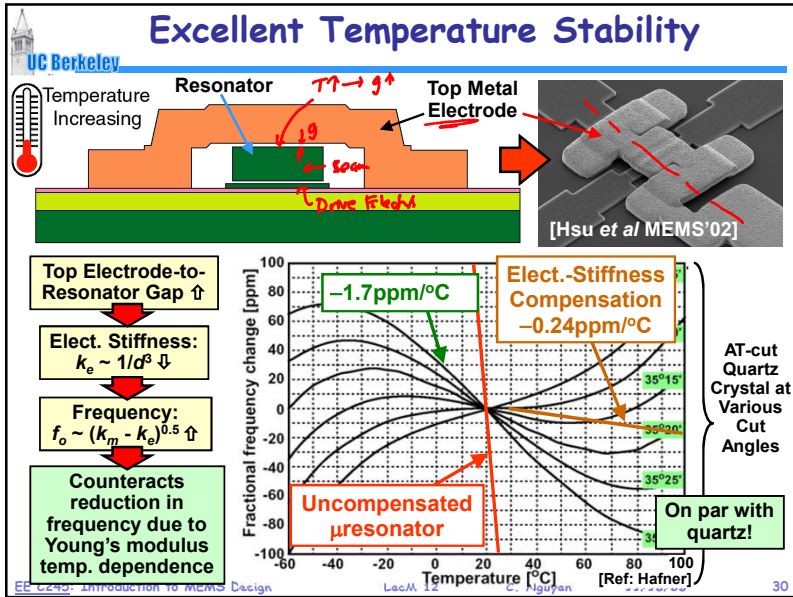 Excellent Temperature Stability
UC Berkeley
Temperature
Increasing
Resonator
T↑ → g↑
g
Top Metal
Electrode
[Hsu et al MEMS'02]
Top Electrode-to-
Resonator Gap ⇧
Elect. Stiffness:
kₑ ~ 1/d³ ⇩
Frequency:
fₒ ~ (kₘ - kₑ)⁰·⁵ ⇧
Counteracts
reduction in
frequency due to
Young's modulus
temp. dependence
Fractional frequency change [ppm]
100
80
60
40
20
0
-20
-40
-60
-80
-100
–1.7ppm/°C
Elect.-Stiffness
Compensation
–0.24ppm/°C
35°15'
35°20'
35°25'
Uncompensated
μresonator
-60
-40
-20
0
20
40
60
80
100
Temperature [°C]
[Ref: Hafner]
AT-cut
Quartz
Crystal at
Various
Cut
Angles
On par with
quartz!
EE C245: Introduction to MEMS Design
LecM 12
C. Nguyen
30